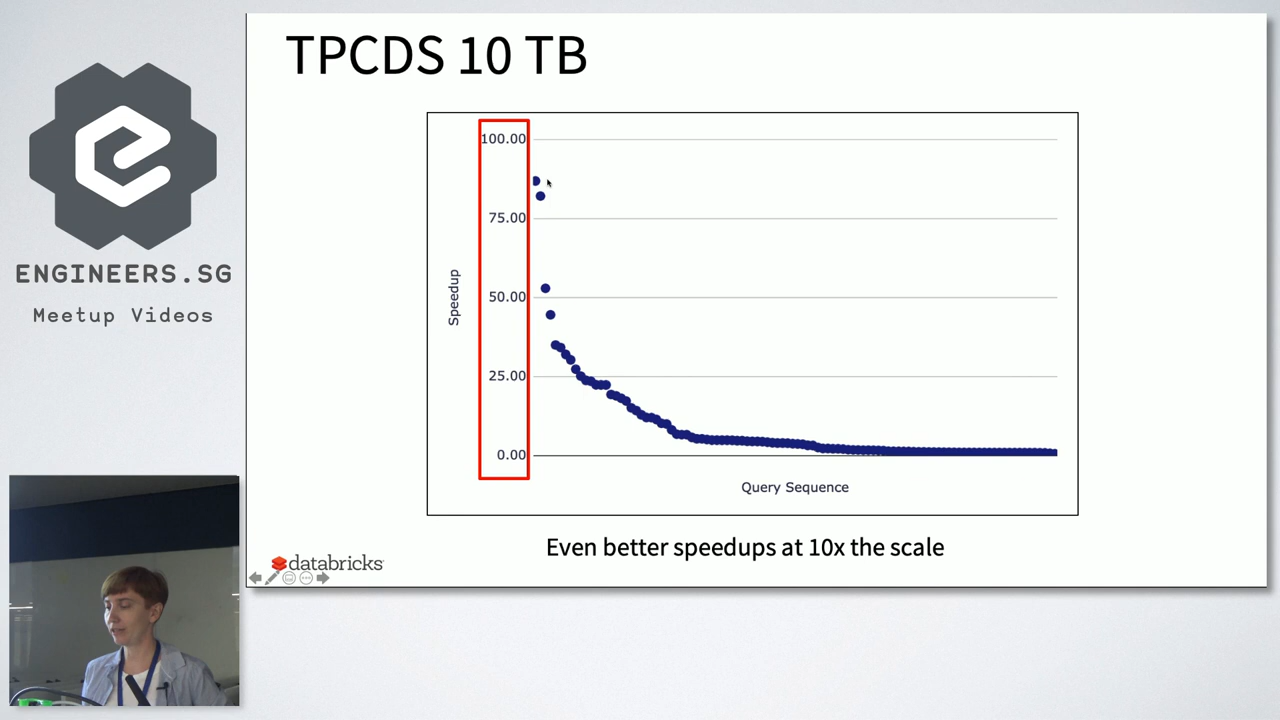 TPCDS 10 TB
ENGINEERS.SG
Meetup Videos
Speedup
100.00
75.00
50.00
25.00
0.00
Query Sequence
Even better speedups at 10x the scale
databricks